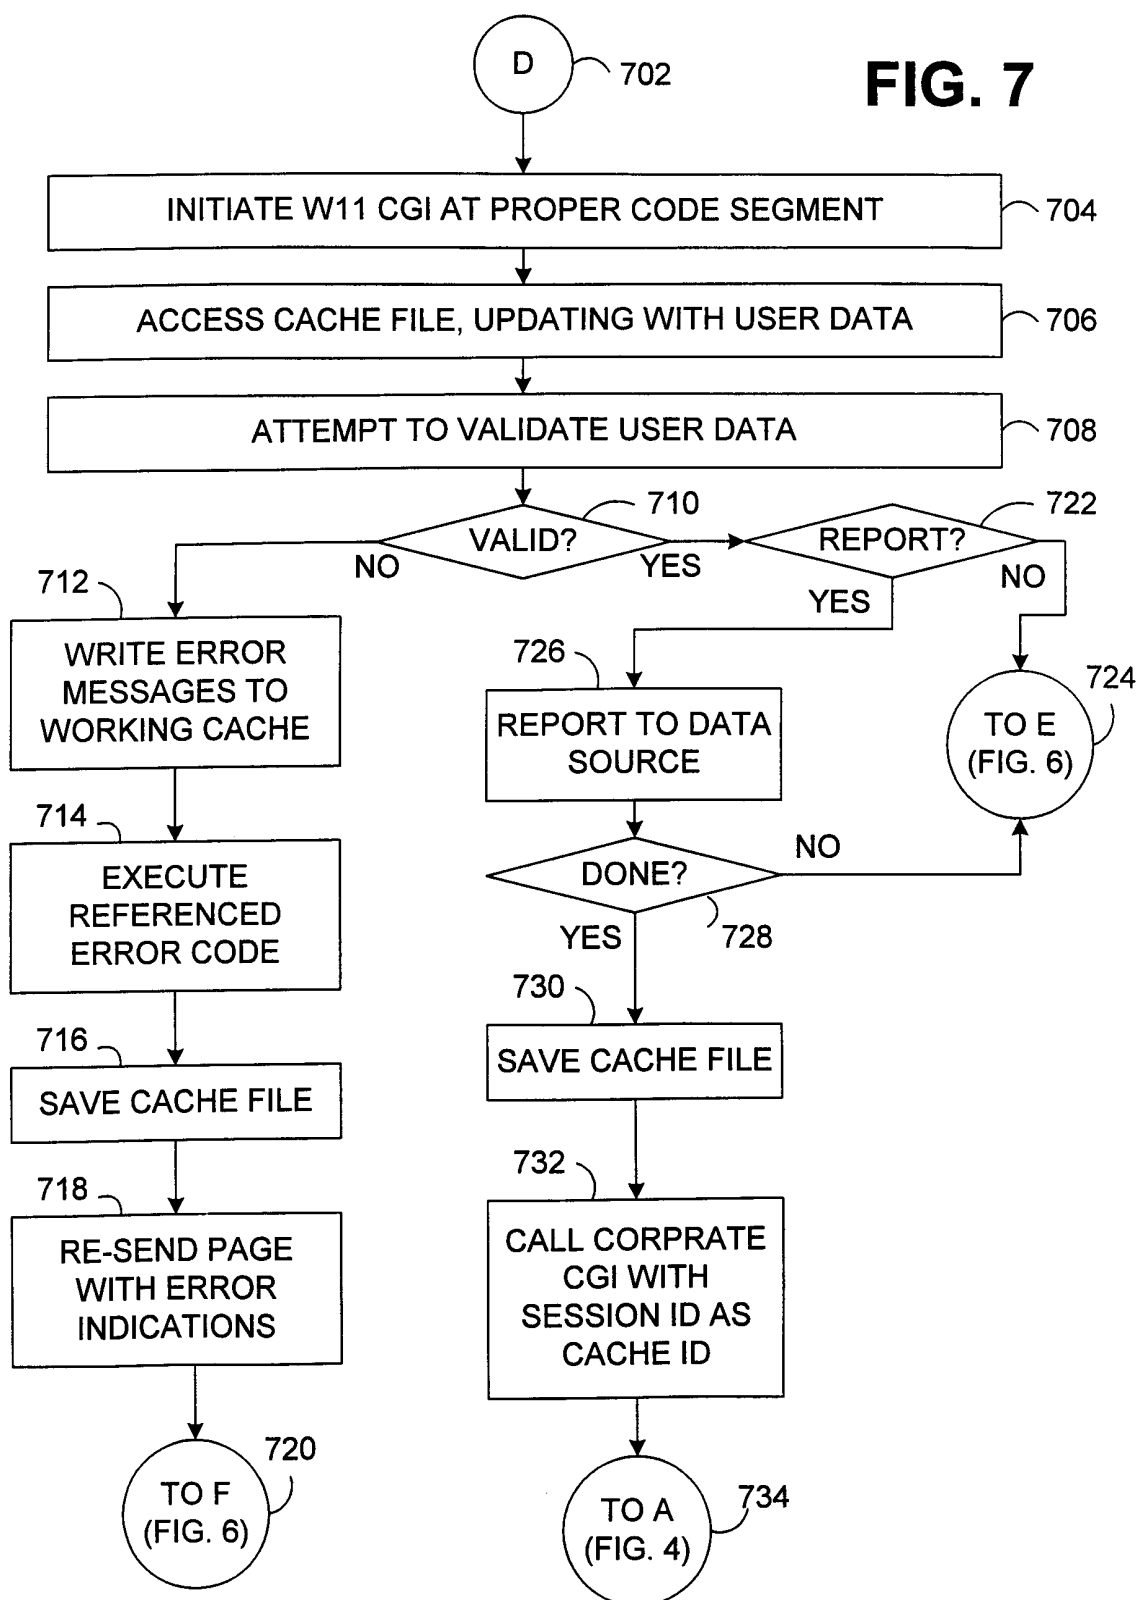 D
702
FIG. 7
INITIATE W11 CGI AT PROPER CODE SEGMENT
704
ACCESS CACHE FILE, UPDATING WITH USER DATA
706
ATTEMPT TO VALIDATE USER DATA
708
710
VALID?
NO
YES
722
REPORT?
NO
YES
712
WRITE ERROR
MESSAGES TO
WORKING CACHE
726
REPORT TO DATA
SOURCE
724
TO E
(FIG. 6)
714
EXECUTE
REFERENCED
ERROR CODE
DONE?
NO
728
YES
716
SAVE CACHE FILE
730
SAVE CACHE FILE
718
RE-SEND PAGE
WITH ERROR
INDICATIONS
732
CALL CORPRATE
CGI WITH
SESSION ID AS
CACHE ID
720
TO F
(FIG. 6)
734
TO A
(FIG. 4)